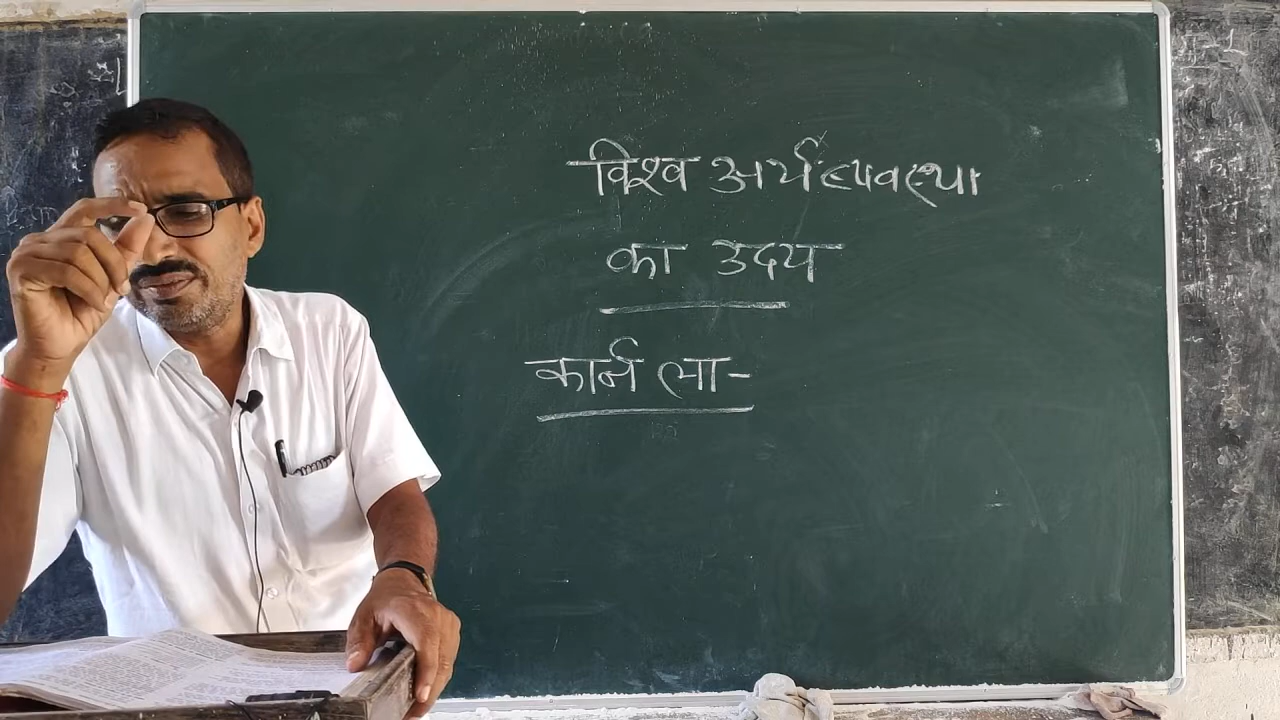 विश्व अर्थव्यवस्था
का उदय
कार्न ला-